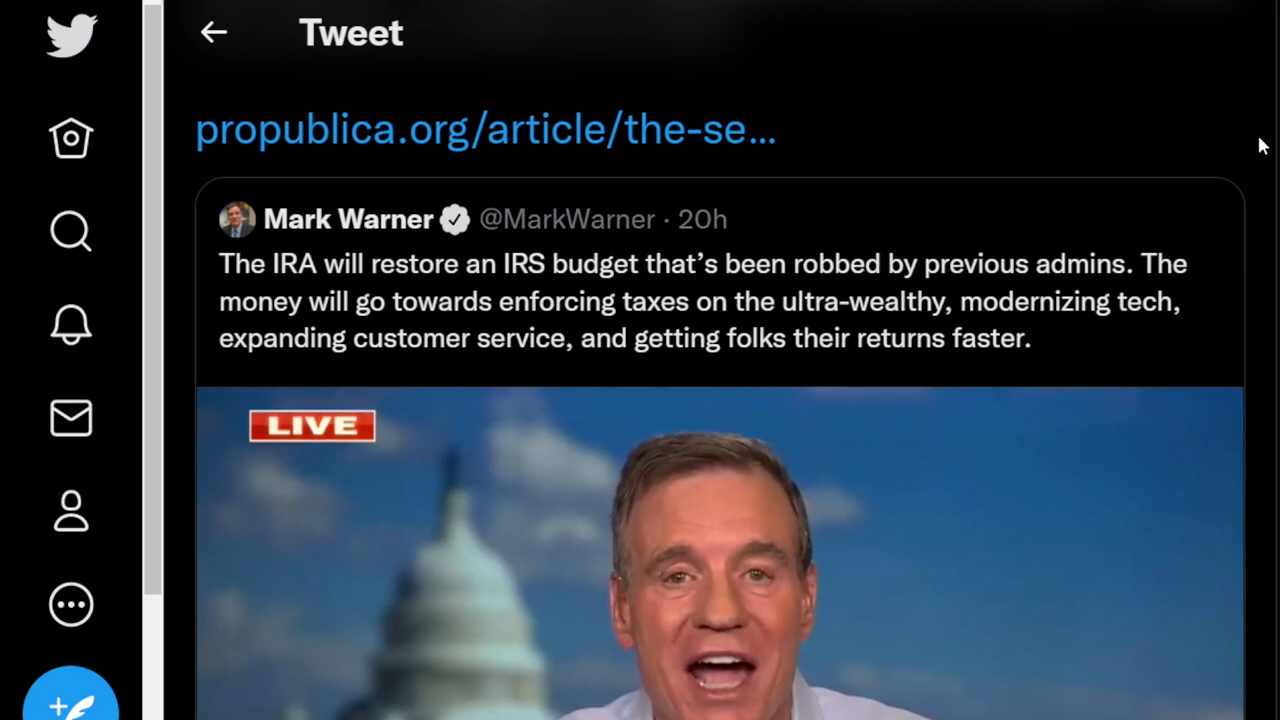 Tweet
propublica.org/article/the-se...
Mark Warner @MarkWarner · 20h
The IRA will restore an IRS budget that’s been robbed by previous admins. The
money will go towards enforcing taxes on the ultra-wealthy, modernizing tech,
expanding customer service, and getting folks their returns faster.
LIVE